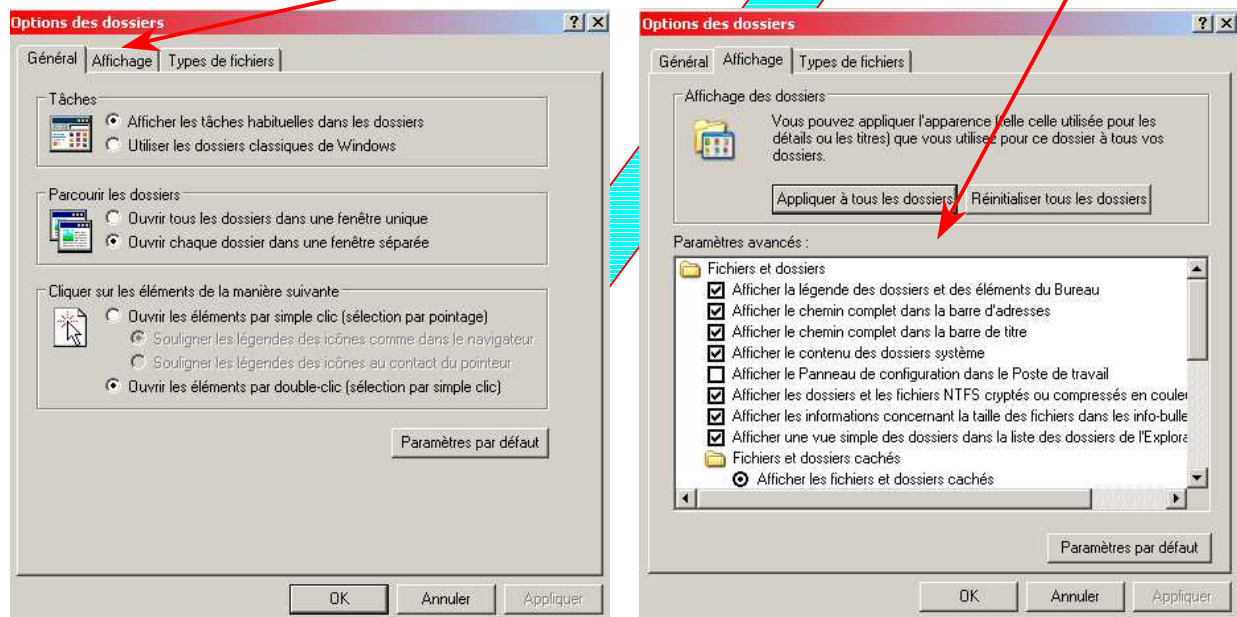 Options des dossiers
Général Affichage Types de fichiers
Tâches
Afficher les tâches habituelles dans les dossiers
Utiliser les dossiers classiques de Windows
Parcourir les dossiers
Ouvrir tous les dossiers dans une fenêtre unique
Ouvrir chaque dossier dans une fenêtre séparée
Cliquer sur les éléments de la manière suivante
Ouvrir les éléments par simple clic (sélection par pointage)
Souligner les légendes des icônes comme dans le navigateur
Souligner les légendes des icônes au contact du pointeur
Ouvrir les éléments par double-clic (sélection par simple clic)
Paramètres par défaut
OK Annuler Appliquer
Options des dossiers
Général Affichage Types de fichiers
Affichage des dossiers
Vous pouvez appliquer l'apparence (telle celle utilisée pour les
détails ou les titres) que vous utilisez pour ce dossier à tous vos
dossiers.
Appliquer à tous les dossiers Réinitialiser tous les dossiers
Paramètres avancés :
Fichiers et dossiers
Afficher la légende des dossiers et des éléments du Bureau
Afficher le chemin complet dans la barre d'adresses
Afficher le chemin complet dans la barre de titre
Afficher le contenu des dossiers système
Afficher le Panneau de configuration dans le Poste de travail
Afficher les dossiers et les fichiers NTFS cryptés ou compressés en couleu
Afficher les informations concernant la taille des fichiers dans les info-bulle
Afficher une vue simple des dossiers dans la liste des dossiers de l'Explora
Fichiers et dossiers cachés
Afficher les fichiers et dossiers cachés
Paramètres par défaut
OK Annuler Appliquer